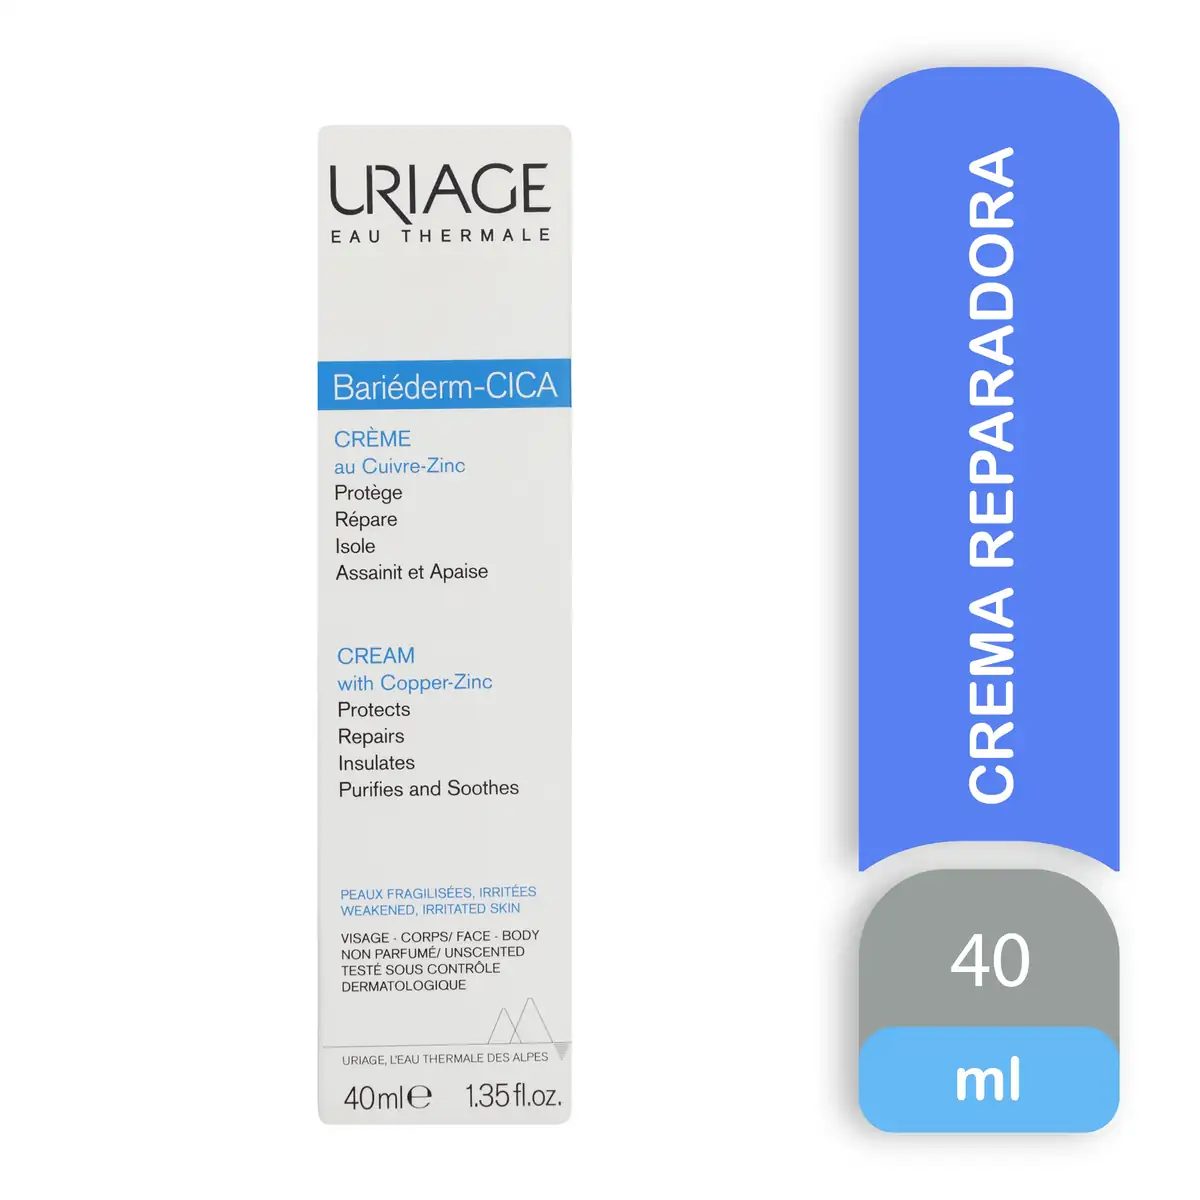 URIAGE
EAU THERMALE
Bariéderm-CICA
CRÈME
au Cuivre-Zinc
Protège
Répare
Isole
Assainit et Apaise
CREAM
with Copper-Zinc
Protects
Repairs
Insulates
Purifies and Soothes
PEAUX FRAGILISÉES, IRRITÉES
WEAKENED, IRRITATED SKIN
VISAGE - CORPS/ FACE - BODY
NON PARFUMÉ/ UNSCENTED
TESTÉ SOUS CONTRÔLE
DERMATOLOGIQUE
URIAGE, L'EAU THERMALE DES ALPES
40ml℮ 1.35fl.oz.
CREMA REPARADORA
40
ml